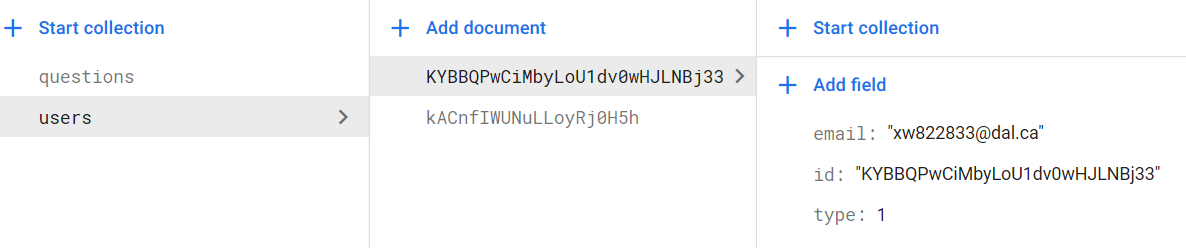 Start collection
questions
users
Add document
KYBBQPwCiMbyLoU1dv0wHJLNBj33
kACnfIWUNuLLoyRj0H5h
Start collection
Add field
email: "xw822833@dal.ca"
id: "KYBBQPwCiMbyLoU1dv0wHJLNBj33"
type: 1